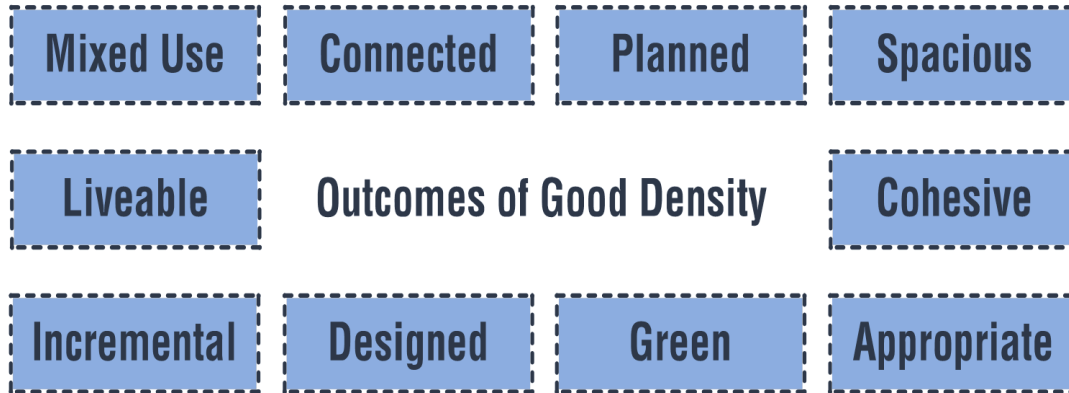 Mixed Use
Connected
Planned
Spacious
Liveable
Outcomes of Good Density
Cohesive
Incremental
Designed
Green
Appropriate